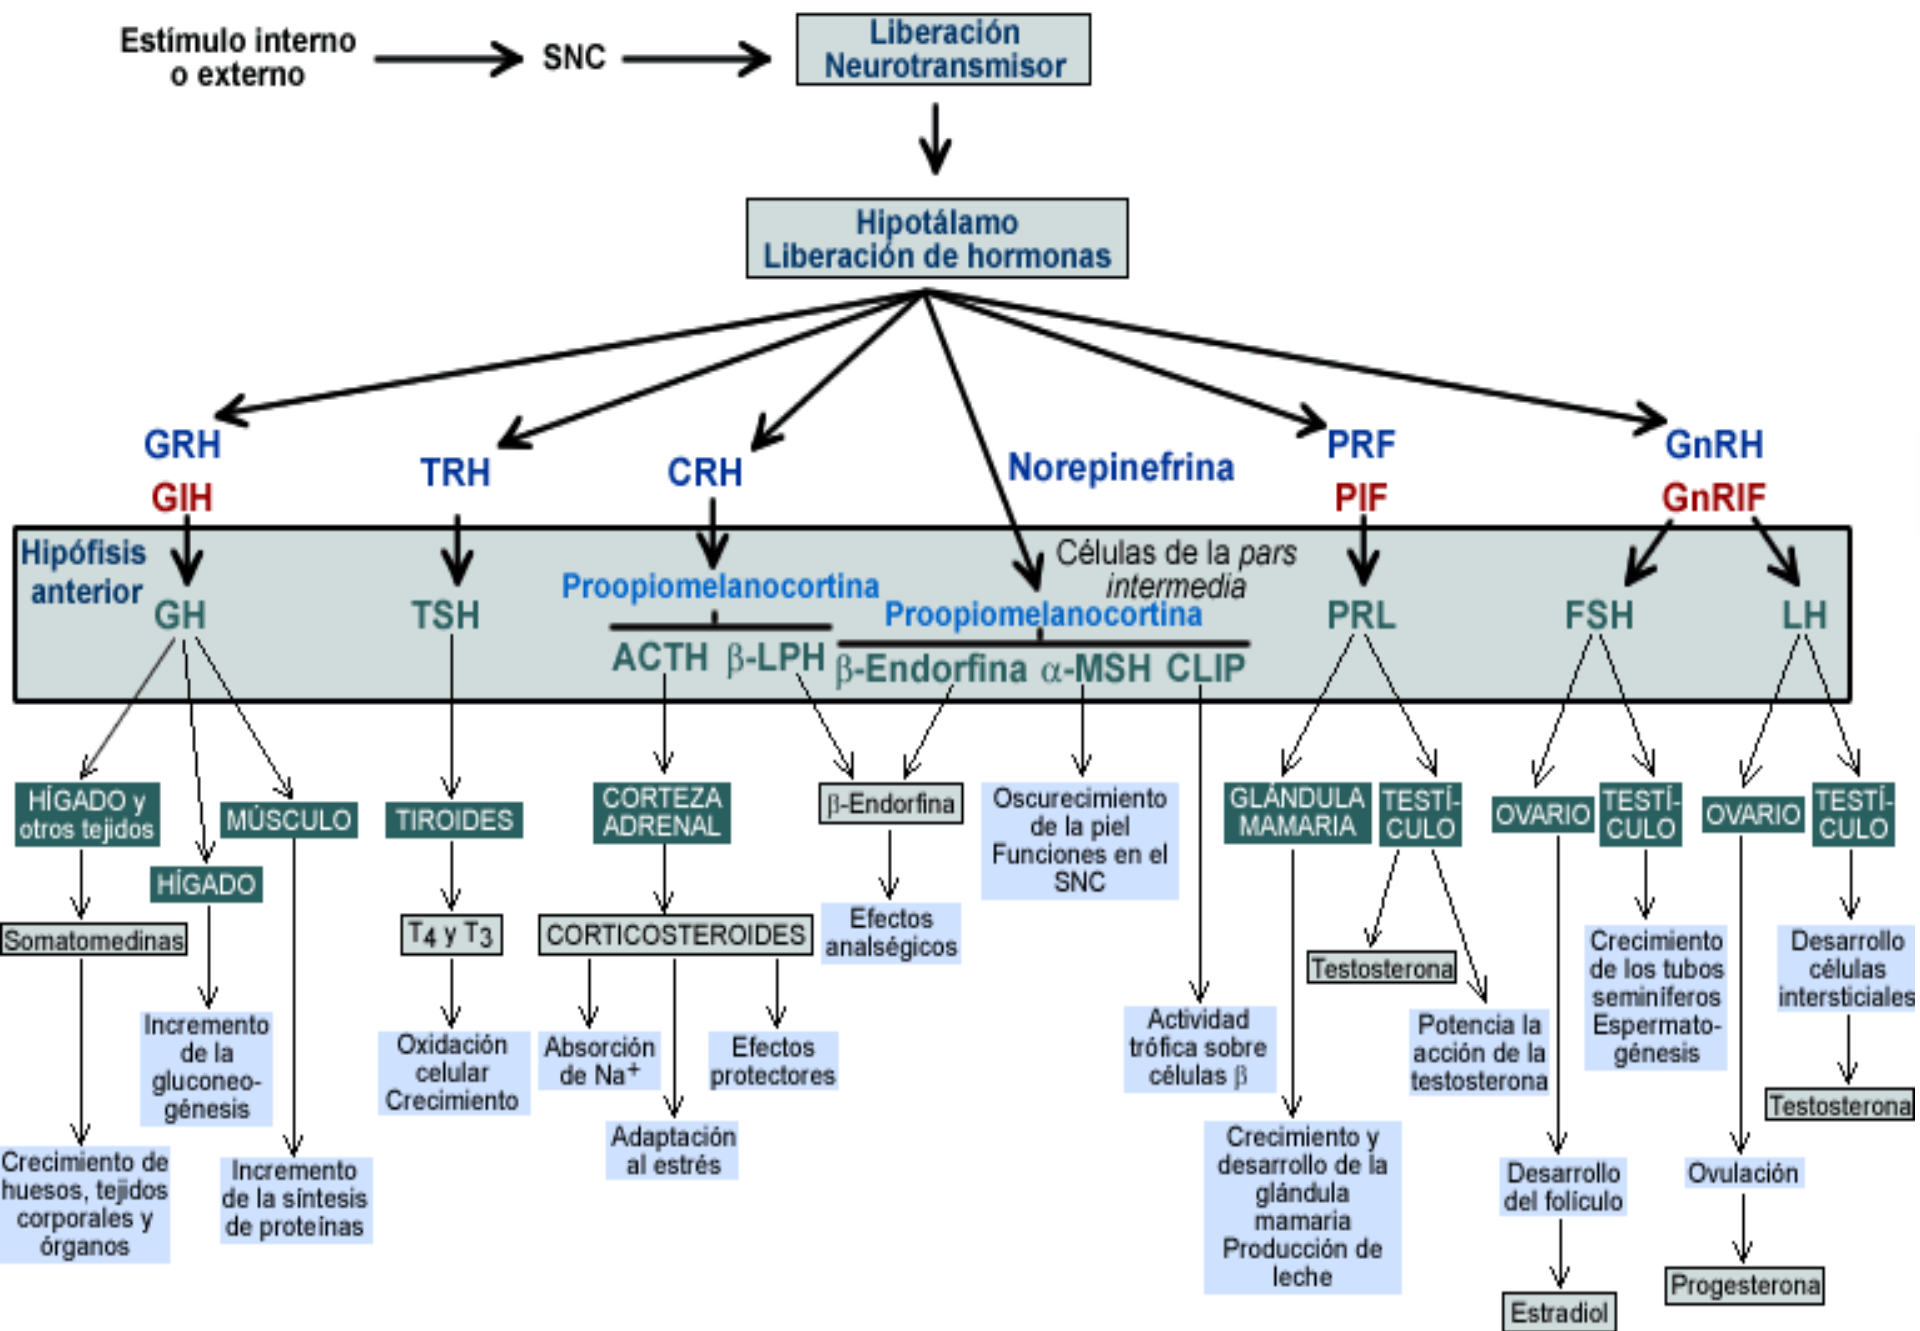 Estímulo interno
o externo
SNC
Liberación
Neurotransmisor
Hipotálamo
Liberación de hormonas
GRH
GIH
TRH
CRH
Norepinefrina
PRF
PIF
GnRH
GnRIF
Hipófisis
anterior
Células de la pars
intermedia
GH
TSH
Proopiomelanocortina
ACTH β-LPH
Proopiomelanocortina
β-Endorfina α-MSH CLIP
PRL
FSH
LH
HÍGADO y
otros tejidos
HÍGADO
MÚSCULO
TIROIDES
CORTEZA
ADRENAL
β-Endorfina
Oscurecimiento
de la piel
Funciones en el
SNC
GLÁNDULA
MAMARIA
TESTÍ-
CULO
OVARIO
TESTÍ-
CULO
OVARIO
TESTÍ-
CULO
Somatomedinas
T4 y T3
CORTICOSTEROIDES
Efectos
analségicos
Testosterona
Crecimiento
de los tubos
seminíferos
Espermato-
génesis
Desarrollo
células
intersticiales
Incremento
de la
gluconeo-
génesis
Oxidación
celular
Crecimiento
Absorción
de Na+
Efectos
protectores
Actividad
trófica sobre
células β
Potencia la
acción de la
testosterona
Testosterona
Adaptación
al estrés
Crecimiento de
huesos, tejidos
corporales y
órganos
Incremento
de la síntesis
de proteínas
Crecimiento y
desarrollo de la
glándula
mamaria
Producción de
leche
Desarrollo
del folículo
Ovulación
Estradiol
Progesterona